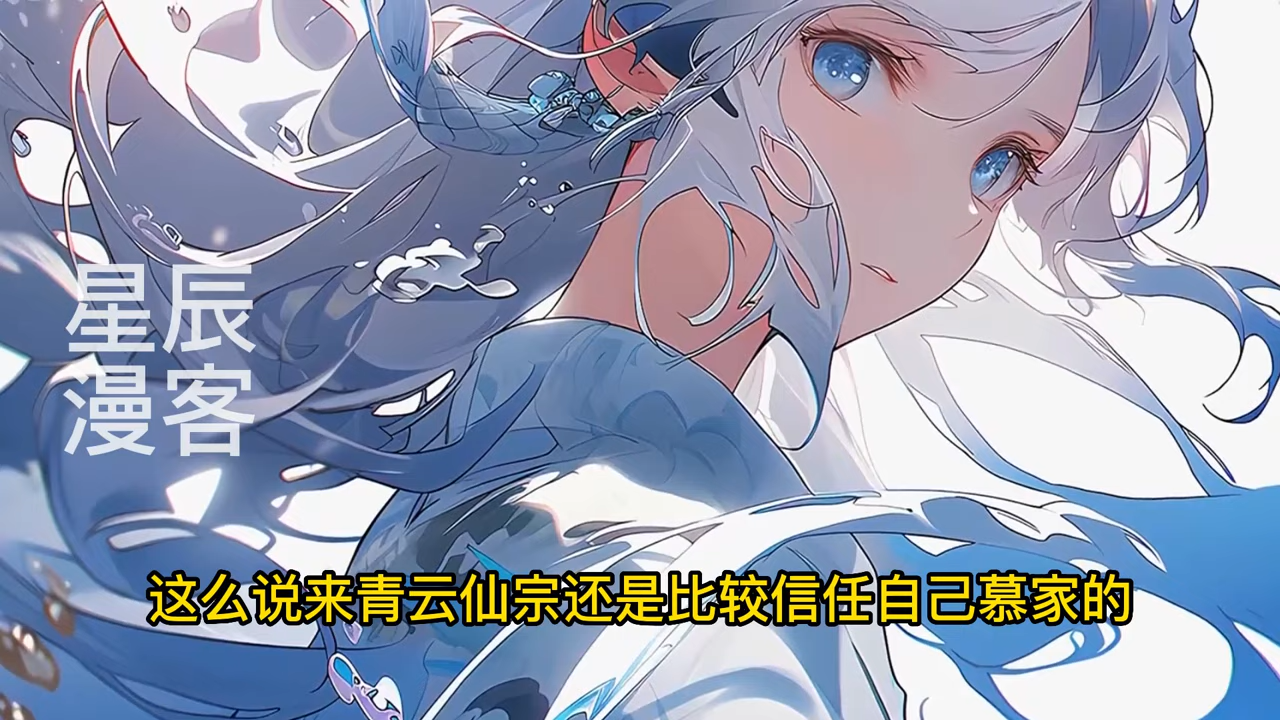 星辰
漫客
这么说来青云仙宗还是比较信任自己慕家的